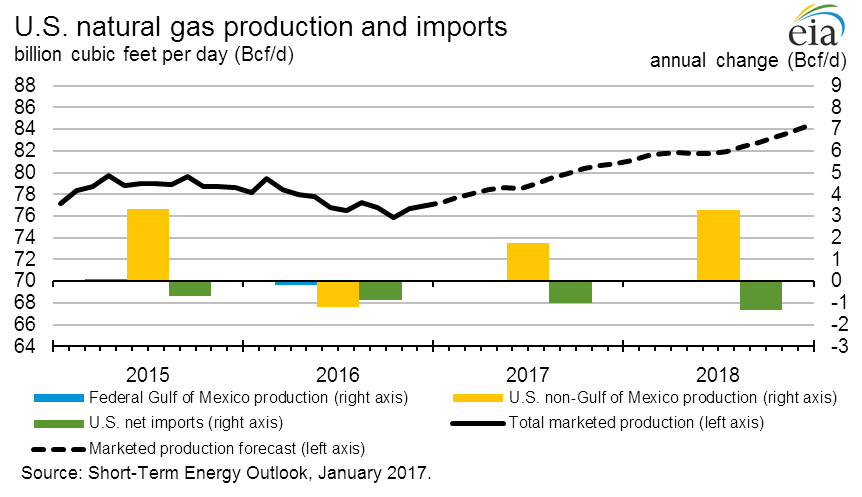 U.S. natural gas production and imports
billion cubic feet per day (Bcf/d)
eia
annual change (Bcf/d)
88 9
86 8
84 7
82 6
80 5
78 4
76 3
74 2
72 1
70 0
68 -1
66 -2
64 -3
2015 2016 2017 2018
Federal Gulf of Mexico production (right axis) U.S. non-Gulf of Mexico production (right axis)
U.S. net imports (right axis) Total marketed production (left axis)
Marketed production forecast (left axis)
Source: Short-Term Energy Outlook, January 2017.